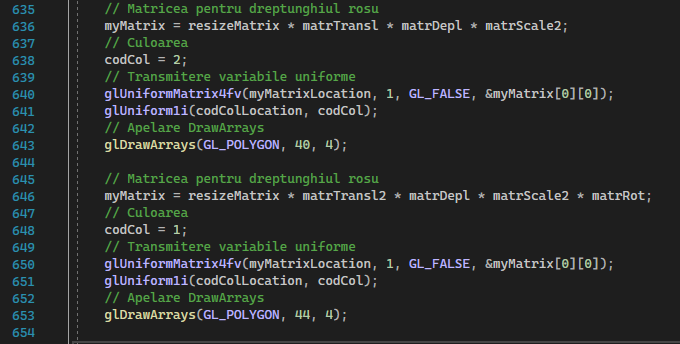 635 // Matricea pentru dreptunghiul rosu
636 myMatrix = resizeMatrix * matrTransl * matrDepl * matrScale2;
637 // Culoarea
638 codCol = 2;
639 // Transmitere variabile uniforme
640 glUniformMatrix4fv(myMatrixLocation, 1, GL_FALSE, &myMatrix[0][0]);
641 glUniform1i(codColLocation, codCol);
642 // Apelare DrawArrays
643 glDrawArrays(GL_POLYGON, 40, 4);
644
645 // Matricea pentru dreptunghiul rosu
646 myMatrix = resizeMatrix * matrTransl2 * matrDepl * matrScale2 * matrRot;
647 // Culoarea
648 codCol = 1;
649 // Transmitere variabile uniforme
650 glUniformMatrix4fv(myMatrixLocation, 1, GL_FALSE, &myMatrix[0][0]);
651 glUniform1i(codColLocation, codCol);
652 // Apelare DrawArrays
653 glDrawArrays(GL_POLYGON, 44, 4);
654